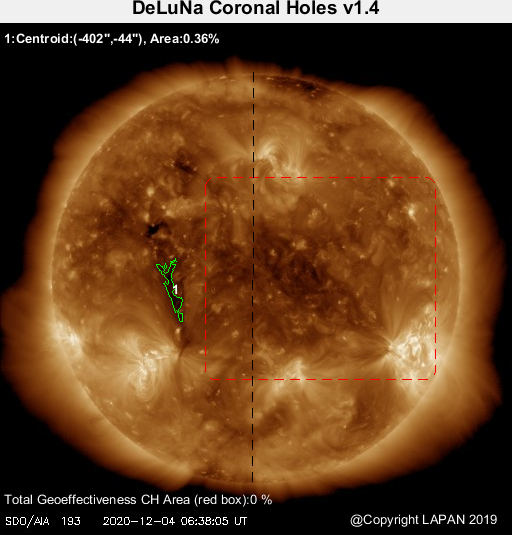 DeLuNa Coronal Holes v1.4
1:Centroid:(-402",-44"), Area:0.36%
1
Total Geoeffectiveness CH Area (red box):0 %
SDO/AIA 193 2020-12-04 06:38:05 UT
@Copyright LAPAN 2019